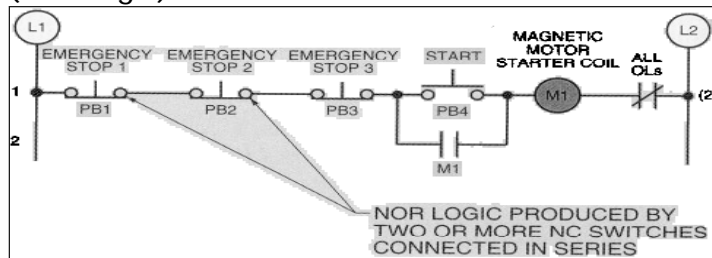 L1
L2
EMERGENCY STOP 1
EMERGENCY STOP 2
EMERGENCY STOP 3
START
MAGNETIC
MOTOR
STARTER COIL
ALL
OLs
1
PB1
PB2
PB3
PB4
M1
(2
2
M1
NOR LOGIC PRODUCED BY
TWO OR MORE NC SWITCHES
CONNECTED IN SERIES